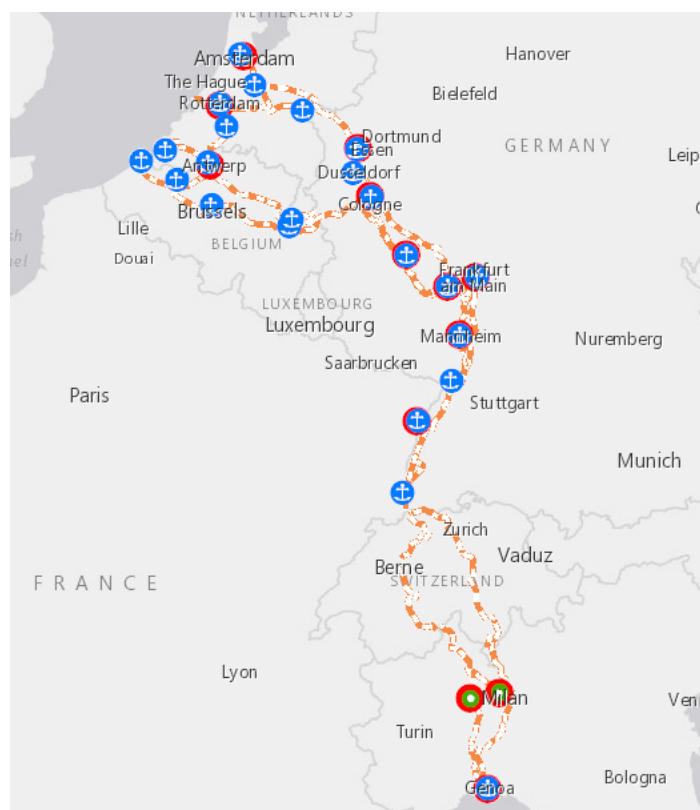 NETHERLANDS
Amsterdam
Hanover
The Hague
Bielefeld
Rotterdam
Dortmund
Essen
GERMANY
Antwerp
Dusseldorf
Brussels
Cologne
Lille
BELGIUM
Douai
Frankfurt
am Main
LUXEMBOURG
Luxembourg
Mannheim
Nuremberg
Saarbrucken
Paris
Stuttgart
Munich
Zurich
Vaduz
Berne
SWITZERLAND
FRANCE
Lyon
Milan
Turin
Bologna
Genoa